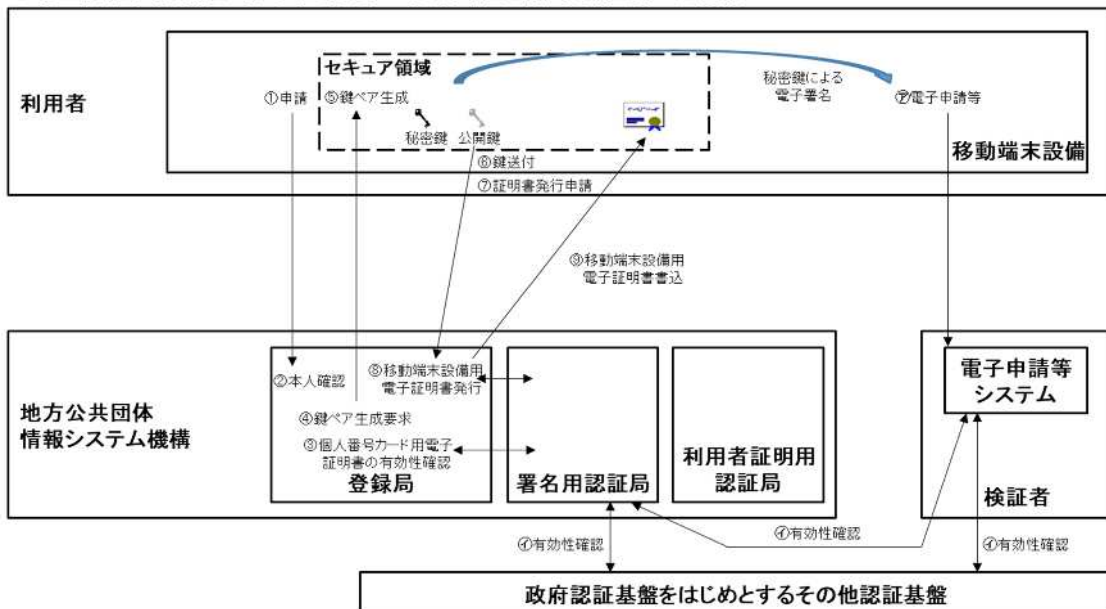 利用者
セキュア領域
①申請
⑤鍵ペア生成
秘密鍵
公開鍵
秘密鍵による
電子署名
㋐電子申請等
移動端末設備
⑥鍵送付
⑦証明書発行申請
⑨移動端末設備用
電子証明書書込
地方公共団体
情報システム機構
②本人確認
⑧移動端末設備用
電子証明書発行
④鍵ペア生成要求
③個人番号カード用電子
証明書の有効性確認
登録局
署名用認証局
利用者証明用
認証局
電子申請等
システム
検証者
㋑有効性確認
㋑有効性確認
㋑有効性確認
政府認証基盤をはじめとするその他認証基盤